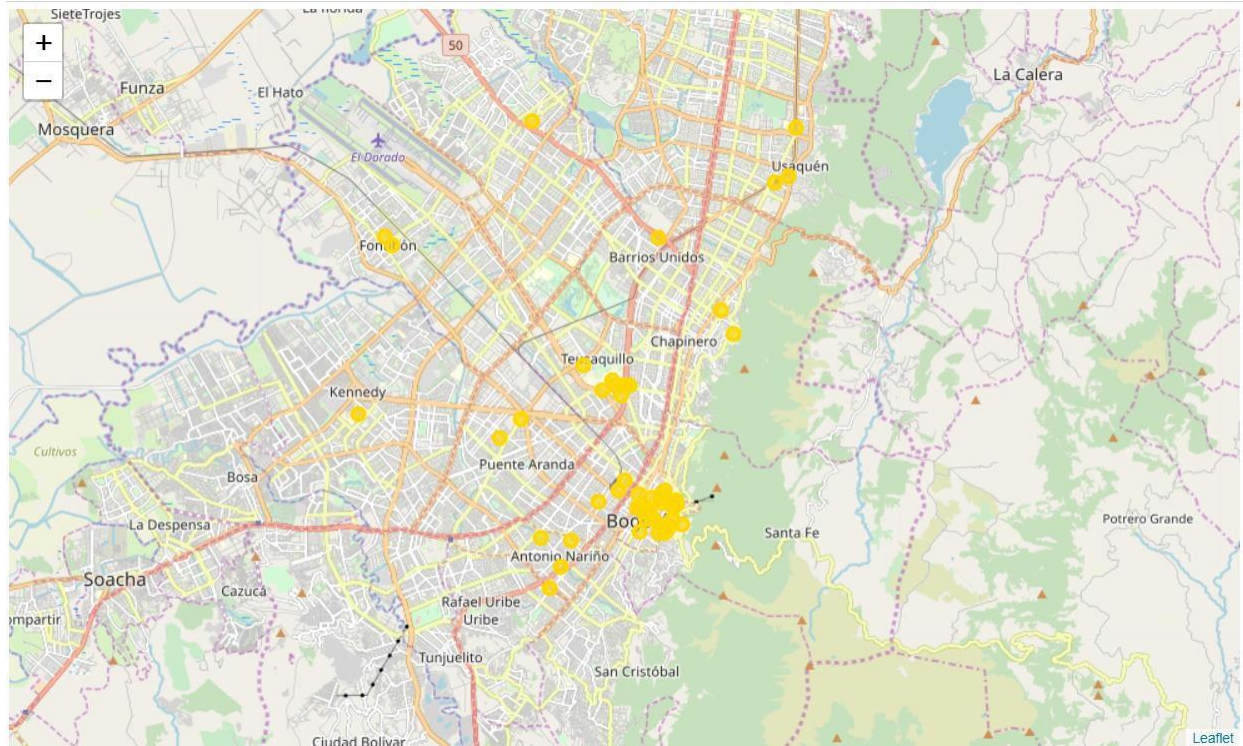 SieteTrojes
+
−
50
Funza
El Hato
La Calera
Mosquera
El Dorado
Usaquén
Barrios Unidos
Chapinero
Kennedy
Cultivos
Bosa
Puente Aranda
La Despensa
Santa Fe
Potrero Grande
Antonio Nariño
Soacha
Cazucá
Rafael Uribe
Uribe
Tunjuelito
San Cristóbal
Ciudad Bolívar
Leaflet